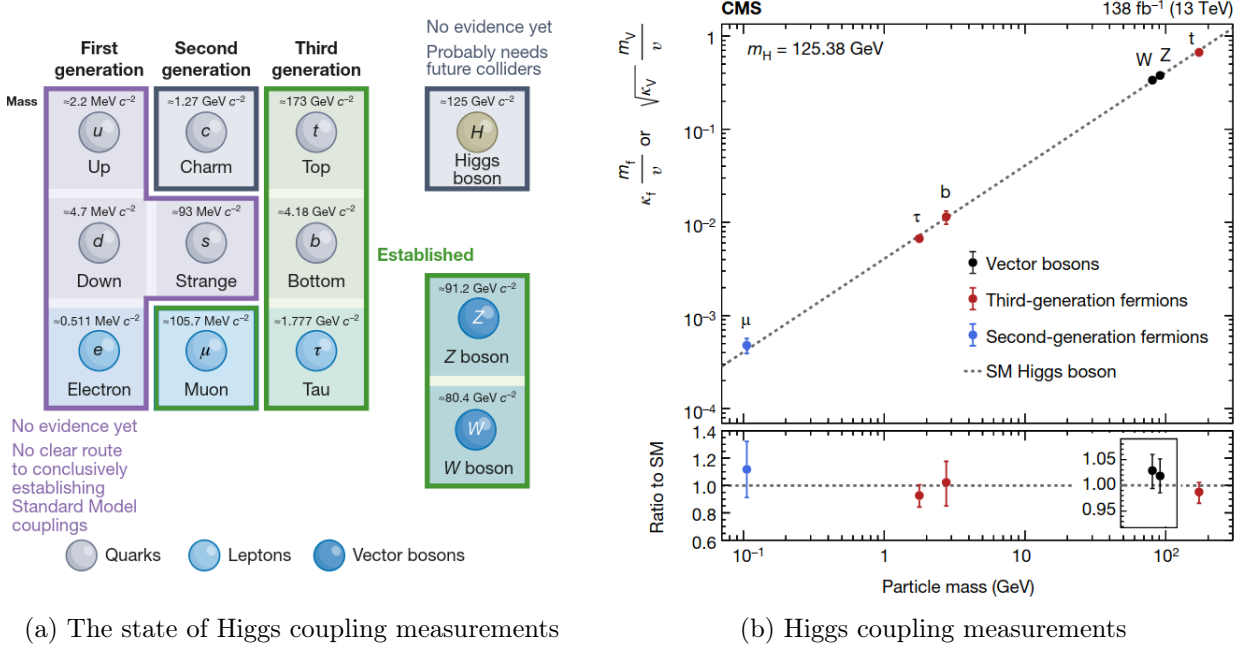 No evidence yet
Probably needs
future colliders
First
generation
Second
generation
Third
generation
Mass
≈2.2 MeV c⁻²
u
Up
≈1.27 GeV c⁻²
c
Charm
≈173 GeV c⁻²
t
Top
≈125 GeV c⁻²
H
Higgs
boson
≈4.7 MeV c⁻²
d
Down
≈93 MeV c⁻²
s
Strange
≈4.18 GeV c⁻²
b
Bottom
Established
≈0.511 MeV c⁻²
e
Electron
≈105.7 MeV c⁻²
μ
Muon
≈1.777 GeV c⁻²
τ
Tau
≈91.2 GeV c⁻²
Z
Z boson
≈80.4 GeV c⁻²
W
W boson
No evidence yet
No clear route
to conclusively
establishing
Standard Model
couplings
Quarks
Leptons
Vector bosons
(a) The state of Higgs coupling measurements
CMS
138 fb⁻¹ (13 TeV)
m_H = 125.38 GeV
κ_f m_f/v or √κ_V m_V/v
1
10⁻¹
10⁻²
10⁻³
10⁻⁴
W
Z
t
τ
b
μ
Vector bosons
Third-generation fermions
Second-generation fermions
SM Higgs boson
Ratio to SM
1.4
1.2
1.0
0.8
0.6
1.05
1.00
0.95
10⁻¹
1
10
10²
Particle mass (GeV)
(b) Higgs coupling measurements